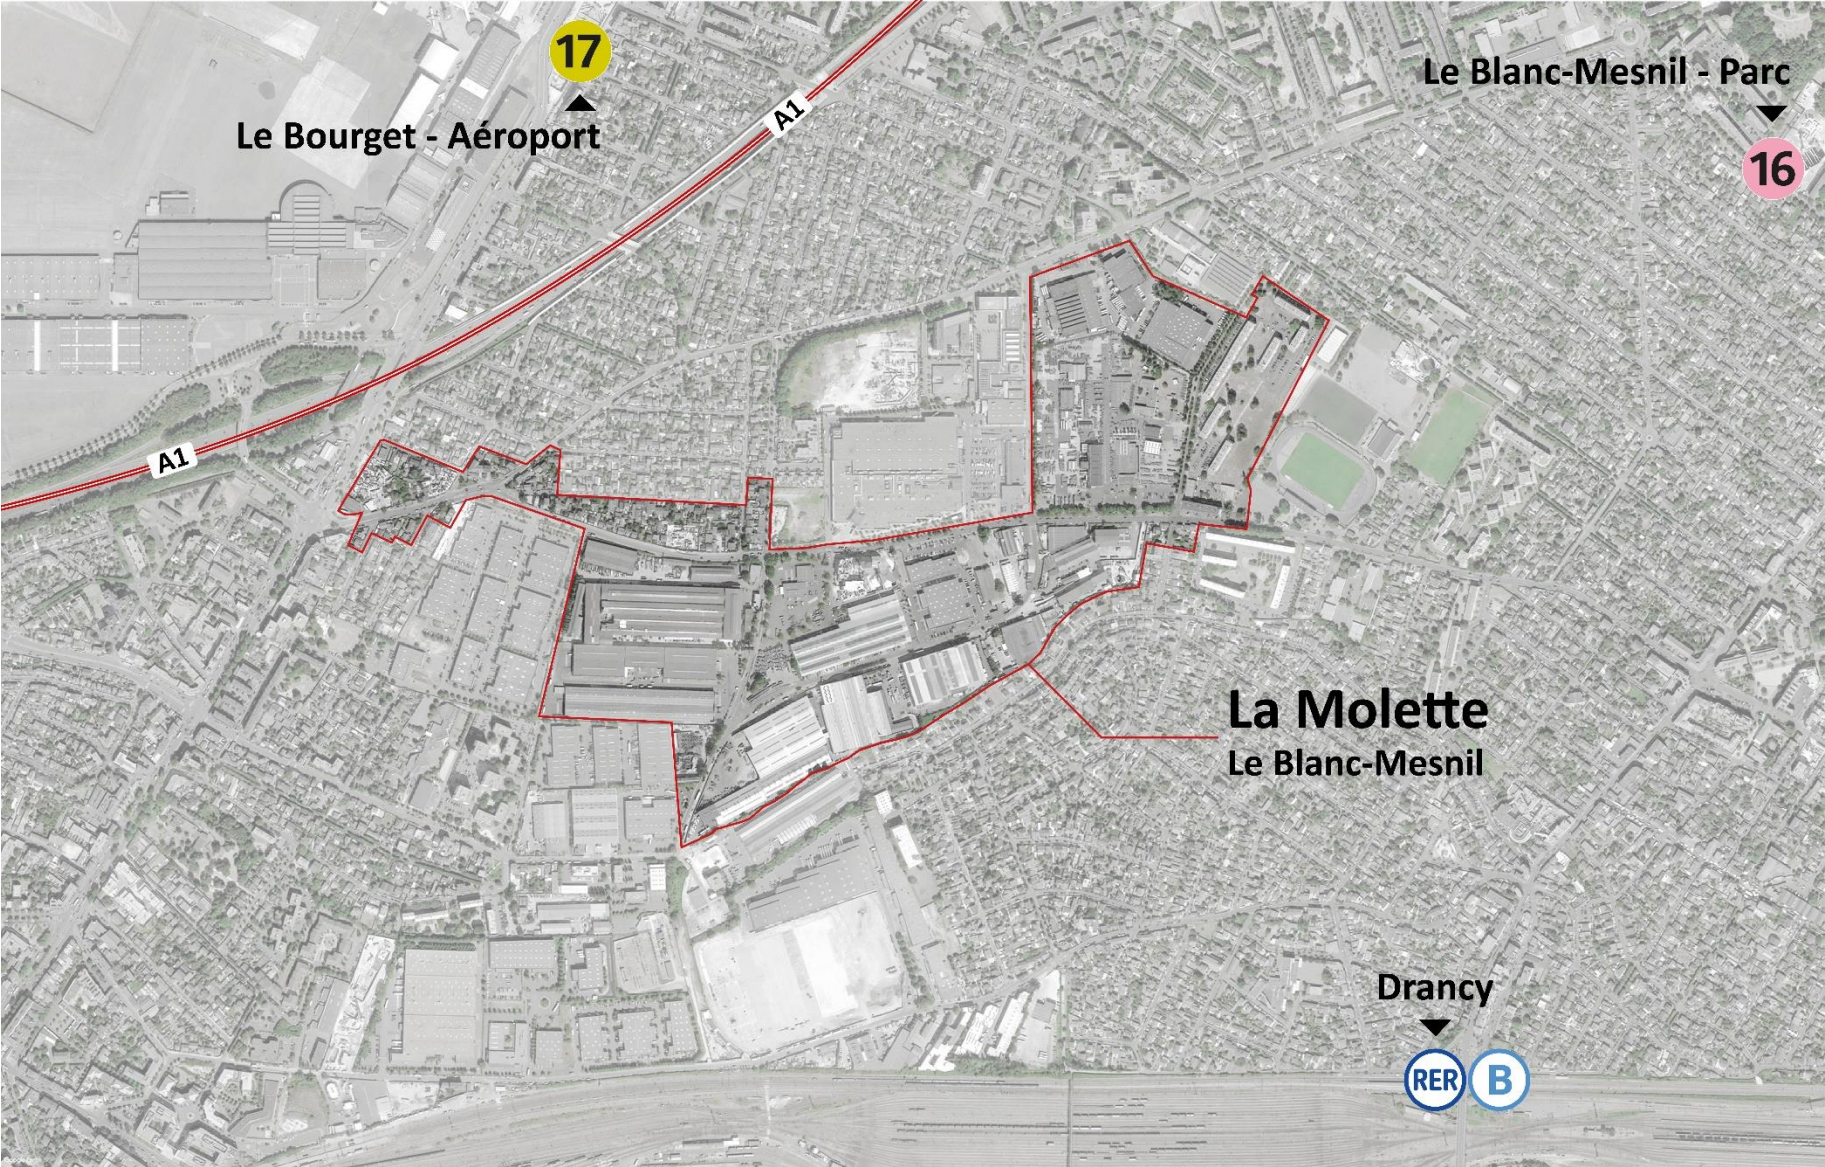 17
Le Bourget - Aéroport
A1
Le Blanc-Mesnil - Parc
16
A1
La Molette
Le Blanc-Mesnil
Drancy
RER B